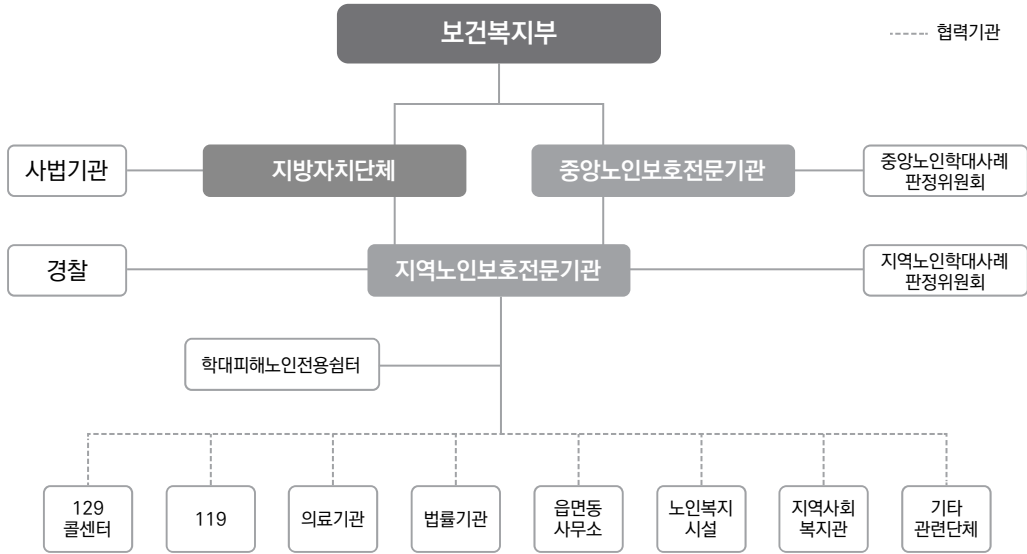 보건복지부
협력기관
사법기관
지방자치단체
중앙노인보호전문기관
중앙노인학대사례
판정위원회
경찰
지역노인보호전문기관
지역노인학대사례
판정위원회
학대피해노인전용쉼터
129
콜센터
119
의료기관
법률기관
읍면동
사무소
노인복지
시설
지역사회
복지관
기타
관련단체